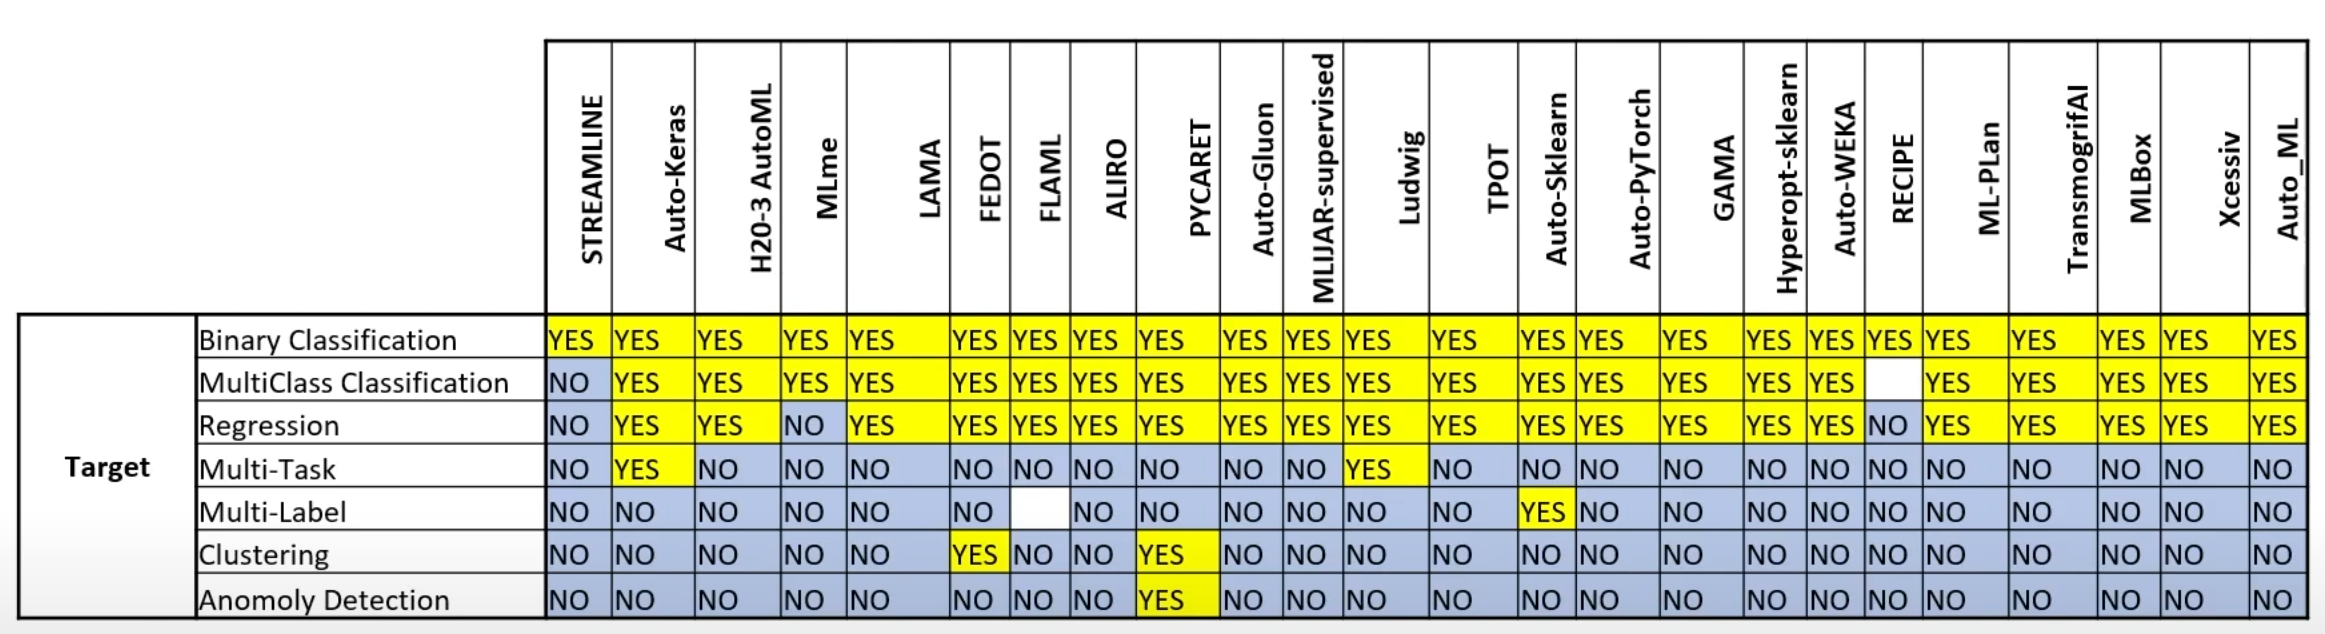 STREAMLINE Auto-Keras H20-3 AutoML MLme LAMA FEDOT FLAML ALIRO PYCARET Auto-Gluon MLIJAR-supervised Ludwig TPOT Auto-Sklearn Auto-PyTorch GAMA Hyperopt-sklearn Auto-WEKA RECIPE ML-PLan TransmogrifAI MLBox Xcessiv Auto_ML
Binary Classification YES YES YES YES YES YES YES YES YES YES YES YES YES YES YES YES YES YES YES YES YES YES YES YES
MultiClass Classification NO YES YES YES YES YES YES YES YES YES YES YES YES YES YES YES YES YES YES YES YES YES YES
Regression NO YES YES NO YES YES YES YES YES YES YES YES YES YES YES YES YES YES NO YES YES YES YES YES
Target
Multi-Task NO YES NO NO NO NO NO NO NO NO NO YES NO NO NO NO NO NO NO NO NO NO NO NO
Multi-Label NO NO NO NO NO NO NO NO NO NO NO NO YES NO NO NO NO NO NO NO NO NO NO
Clustering NO NO NO NO NO YES NO NO YES NO NO NO NO NO NO NO NO NO NO NO NO NO NO NO
Anomoly Detection NO NO NO NO NO NO NO NO YES NO NO NO NO NO NO NO NO NO NO NO NO NO NO NO